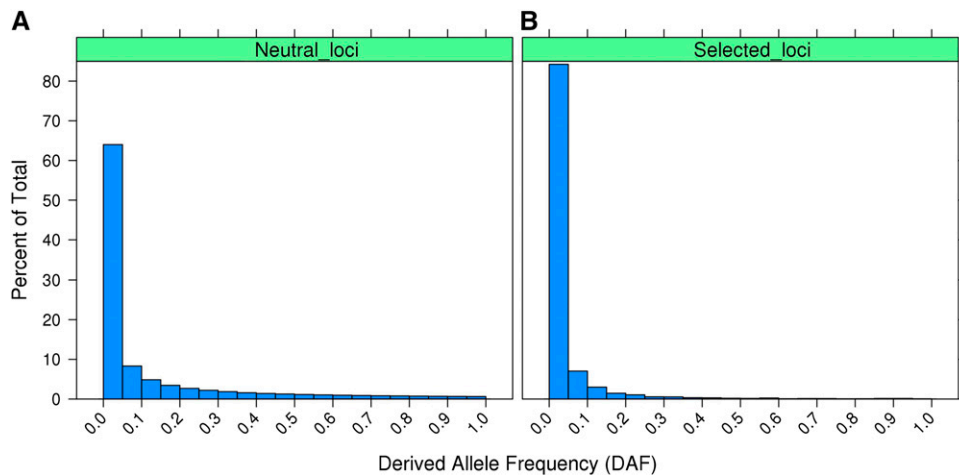 A
B
Neutral_loci
Selected_loci
Percent of Total
80
70
60
50
40
30
20
10
0
0.0 0.1 0.2 0.3 0.4 0.5 0.6 0.7 0.8 0.9 1.0
0.0 0.1 0.2 0.3 0.4 0.5 0.6 0.7 0.8 0.9 1.0
Derived Allele Frequency (DAF)